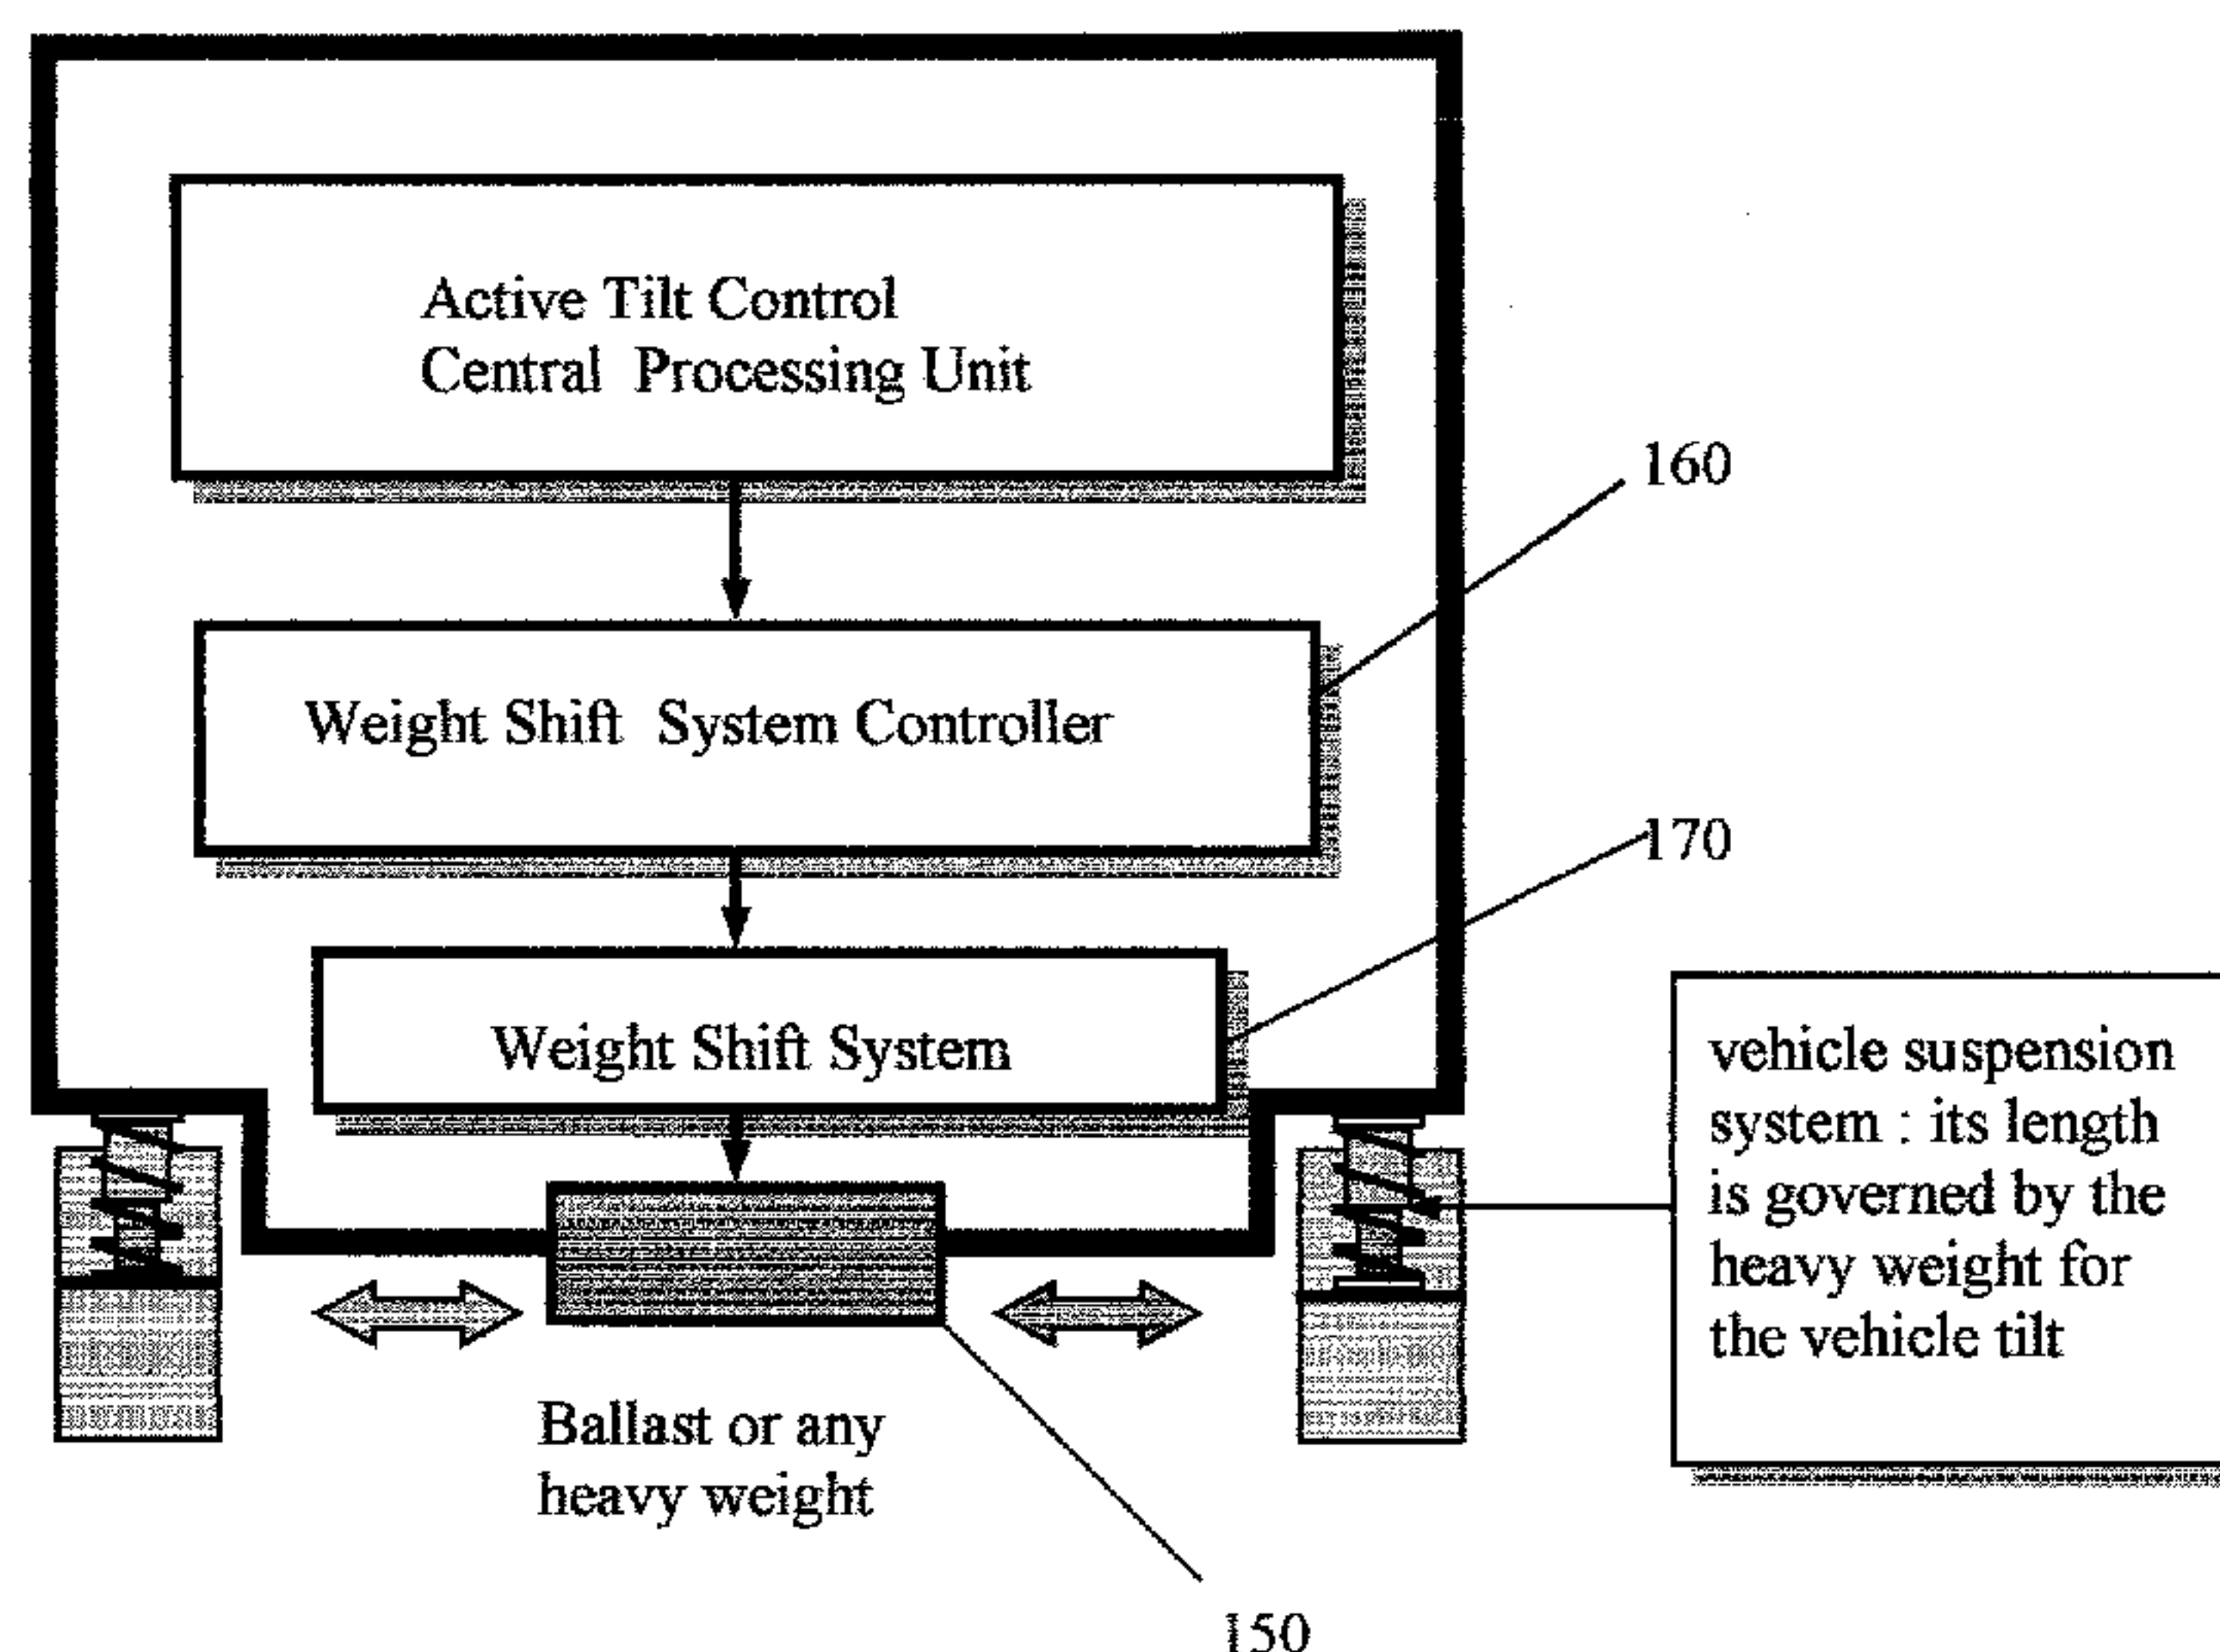 Active Tilt Control
Central Processing Unit
160
Weight Shift System Controller
170
Weight Shift System
vehicle suspension
system : its length
is governed by the
heavy weight for
the vehicle tilt
Ballast or any
heavy weight
150